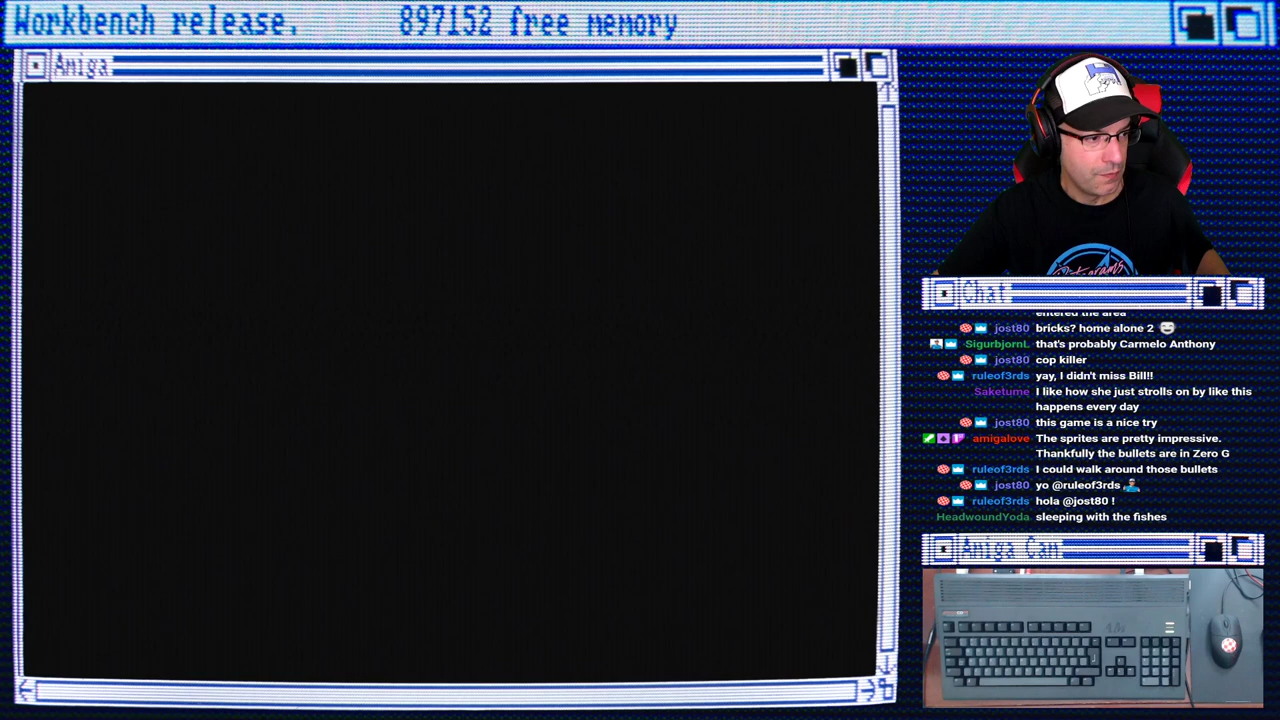 Workbench release.    897152 free memory
Amiga
Chat
entered the area
jost80 bricks? home alone 2
SigurbjornL that's probably Carmelo Anthony
jost80 cop killer
ruleof3rds yay, I didn't miss Bill!!
Saketume I like how she just strolls on by like this
happens every day
jost80 this game is a nice try
amigalove The sprites are pretty impressive.
Thankfully the bullets are in Zero G
ruleof3rds I could walk around those bullets
jost80 yo @ruleof3rds
ruleof3rds hola @jost80 !
HeadwoundYoda sleeping with the fishes
Amiga Cam